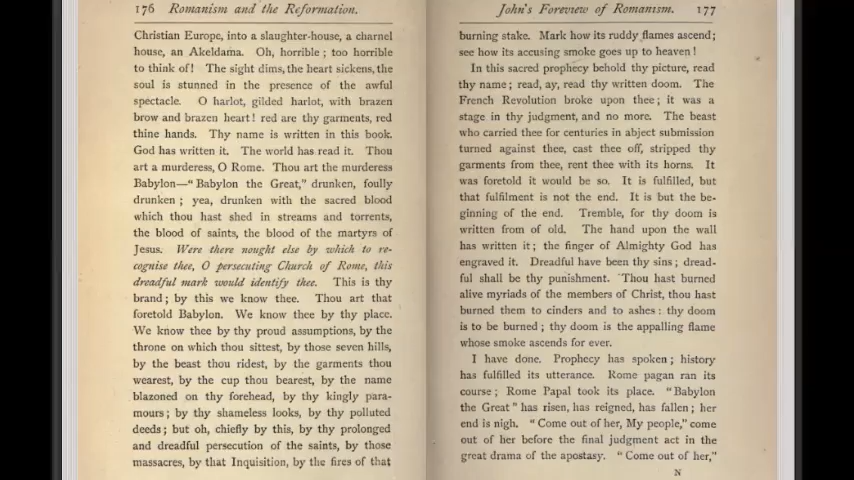 176 Romanism and the Reformation.
Christian Europe, into a slaughter-house, a charnel
house, an Akeldama. Oh, horrible ; too horrible
to think of! The sight dims, the heart sickens, the
soul is stunned in the presence of the awful
spectacle. O harlot, gilded harlot, with brazen
brow and brazen heart! red are thy garments, red
thine hands. Thy name is written in this book.
God has written it. The world has read it. Thou
art a murderess, O Rome. Thou art the murderess
Babylon—“Babylon the Great,” drunken, foully
drunken ; yea, drunken with the sacred blood
which thou hast shed in streams and torrents,
the blood of saints, the blood of the martyrs of
Jesus. Were there nought else by which to re-
cognise thee, O persecuting Church of Rome, this
dreadful mark would identify thee. This is thy
brand ; by this we know thee. Thou art that
foretold Babylon. We know thee by thy place.
We know thee by thy proud assumptions, by the
throne on which thou sittest, by those seven hills,
by the beast thou ridest, by the garments thou
wearest, by the cup thou bearest, by the name
blazoned on thy forehead, by thy kingly para-
mours ; by thy shameless looks, by thy polluted
deeds ; but oh, chiefly by this, by thy prolonged
and dreadful persecution of the saints, by those
massacres, by that Inquisition, by the fires of that
John's Foreview of Romanism. 177
burning stake. Mark how its ruddy flames ascend ;
see how its accusing smoke goes up to heaven !
In this sacred prophecy behold thy picture, read
thy name ; read, ay, read thy written doom. The
French Revolution broke upon thee ; it was a
stage in thy judgment, and no more. The beast
who carried thee for centuries in abject submission
turned against thee, cast thee off, stripped thy
garments from thee, rent thee with its horns. It
was foretold it would be so. It is fulfilled, but
that fulfilment is not the end. It is but the be-
ginning of the end. Tremble, for thy doom is
written from of old. The hand upon the wall
has written it ; the finger of Almighty God has
engraved it. Dreadful have been thy sins ; dread-
ful shall be thy punishment. Thou hast burned
alive myriads of the members of Christ, thou hast
burned them to cinders and to ashes : thy doom
is to be burned ; thy doom is the appalling flame
whose smoke ascends for ever.
I have done. Prophecy has spoken ; history
has fulfilled its utterance. Rome pagan ran its
course ; Rome Papal took its place. “Babylon
the Great” has risen, has reigned, has fallen ; her
end is nigh. “Come out of her, My people,” come
out of her before the final judgment act in the
great drama of the apostasy. “Come out of her,”
N